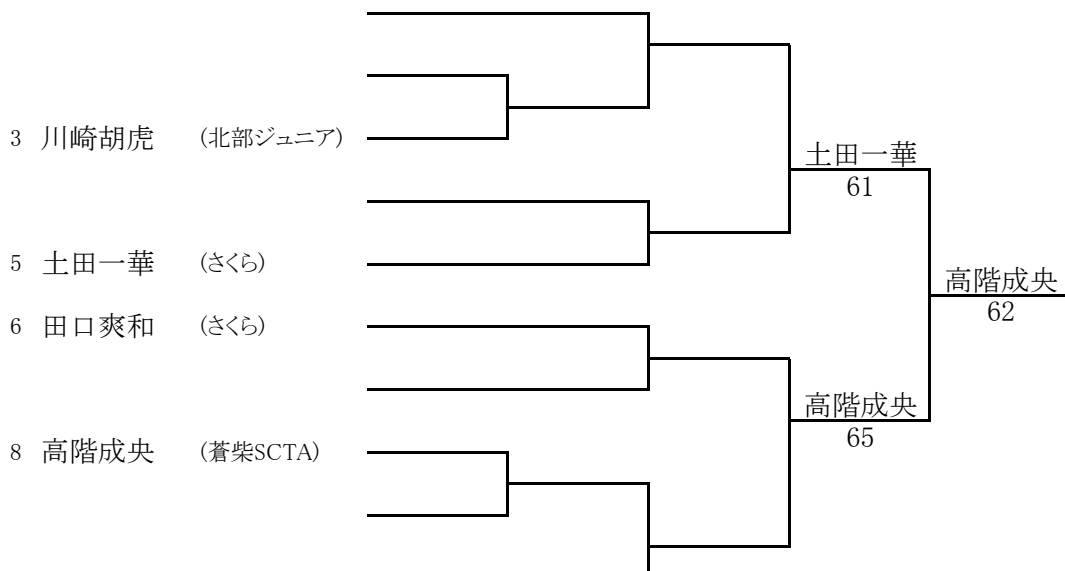 3 川崎胡虎 (北部ジュニア)
土田一華
61
5 土田一華 (さくら)
高階成央
62
6 田口爽和 (さくら)
高階成央
65
8 高階成央 (蒼柴SCTA)